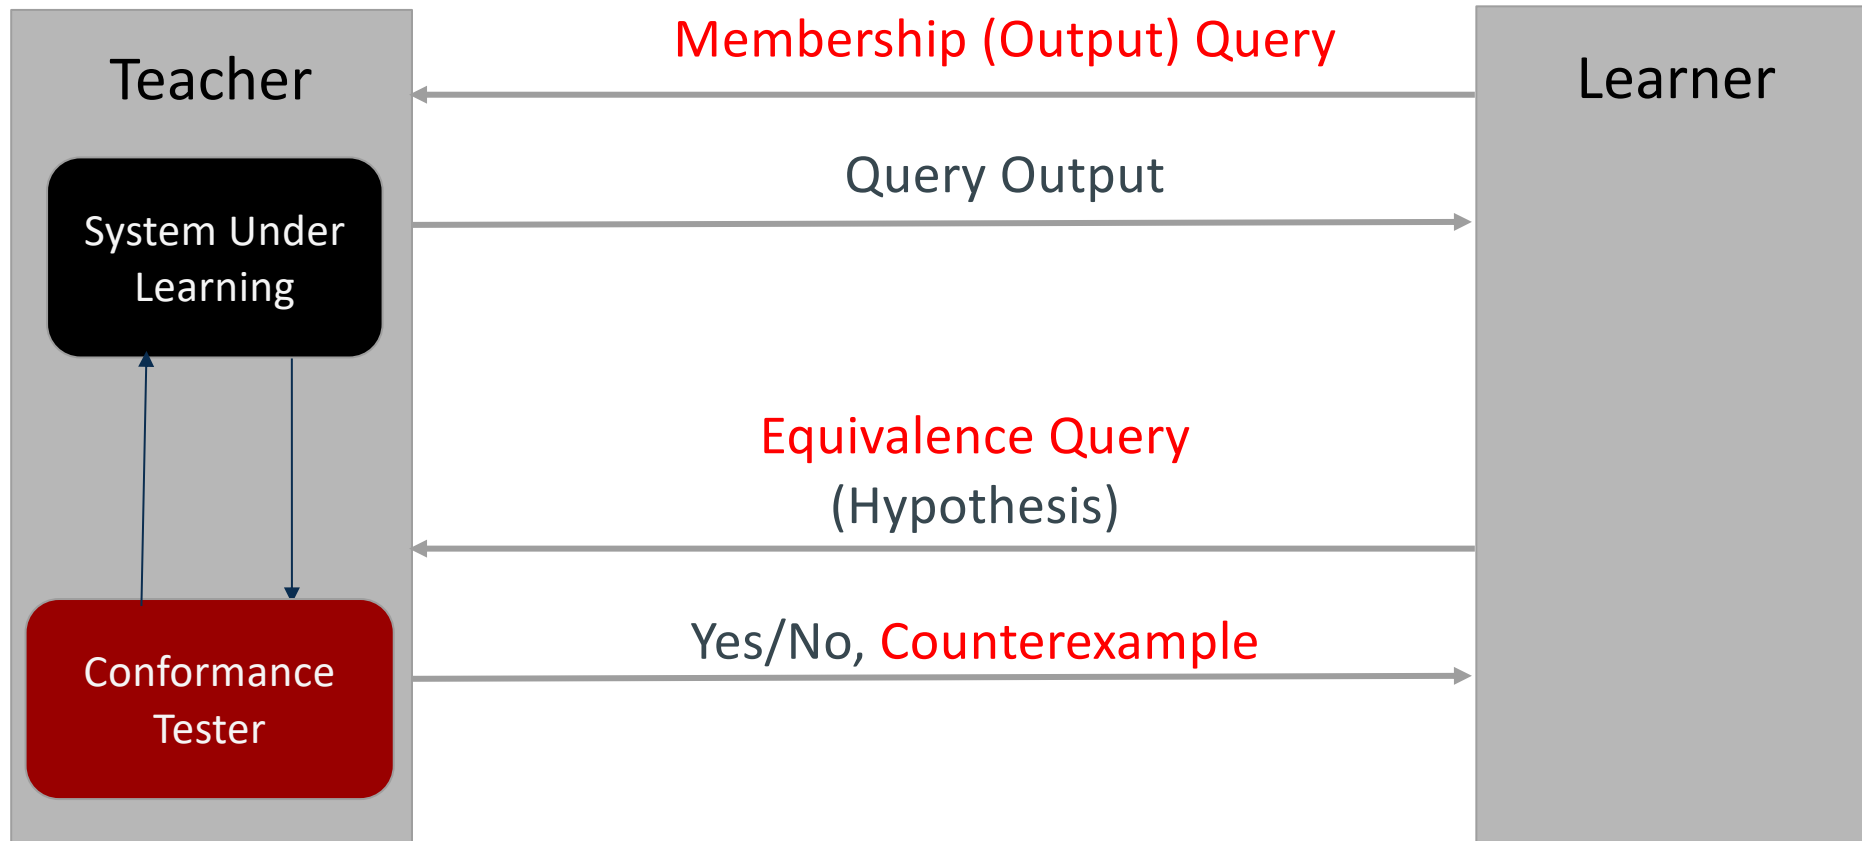 Teacher
Membership (Output) Query
Learner
Query Output
System Under
Learning
Equivalence Query
(Hypothesis)
Yes/No, Counterexample
Conformance
Tester